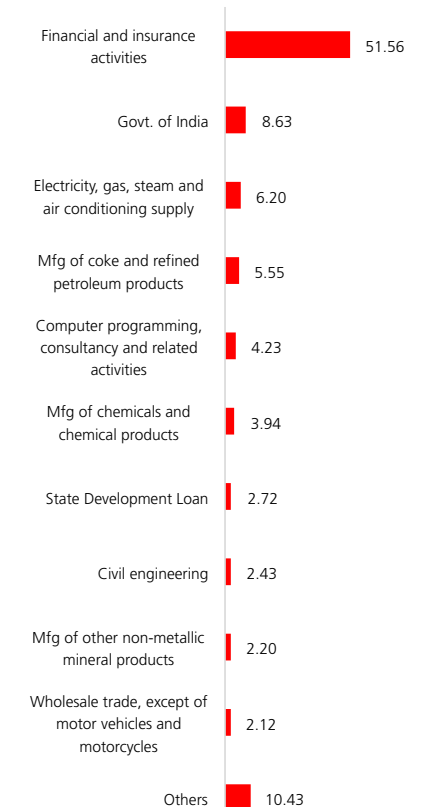 Financial and insurance
activities
51.56
Govt. of India
8.63
Electricity, gas, steam and
air conditioning supply
6.20
Mfg of coke and refined
petroleum products
5.55
Computer programming,
consultancy and related
activities
4.23
Mfg of chemicals and
chemical products
3.94
State Development Loan
2.72
Civil engineering
2.43
Mfg of other non-metallic
mineral products
2.20
Wholesale trade, except of
motor vehicles and
motorcycles
2.12
Others
10.43